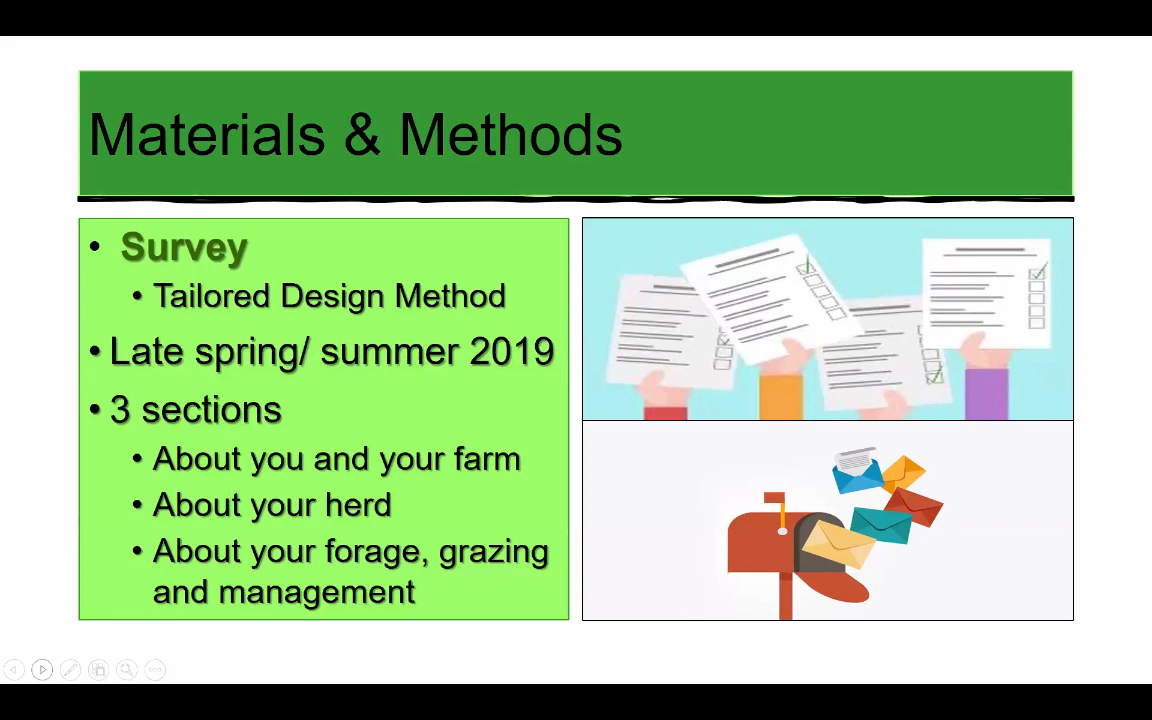 Materials & Methods
• Survey
• Tailored Design Method
• Late spring/ summer 2019
• 3 sections
• About you and your farm
• About your herd
• About your forage, grazing
and management